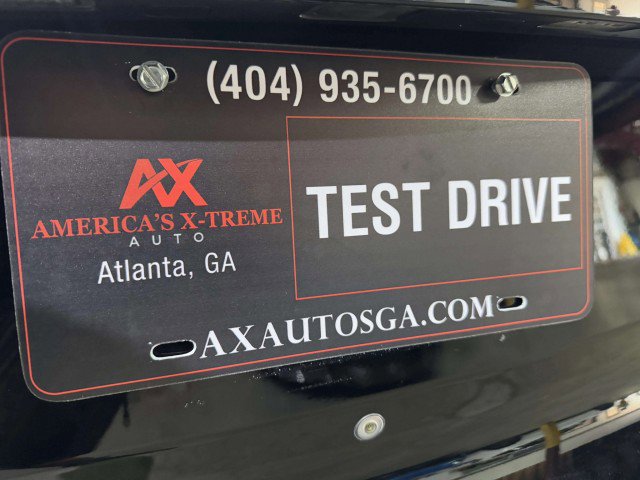 (404) 935-6700
AX
AMERICA'S X-TREME
AUTO
Atlanta, GA
TEST DRIVE
AXAUTOSGA.COM